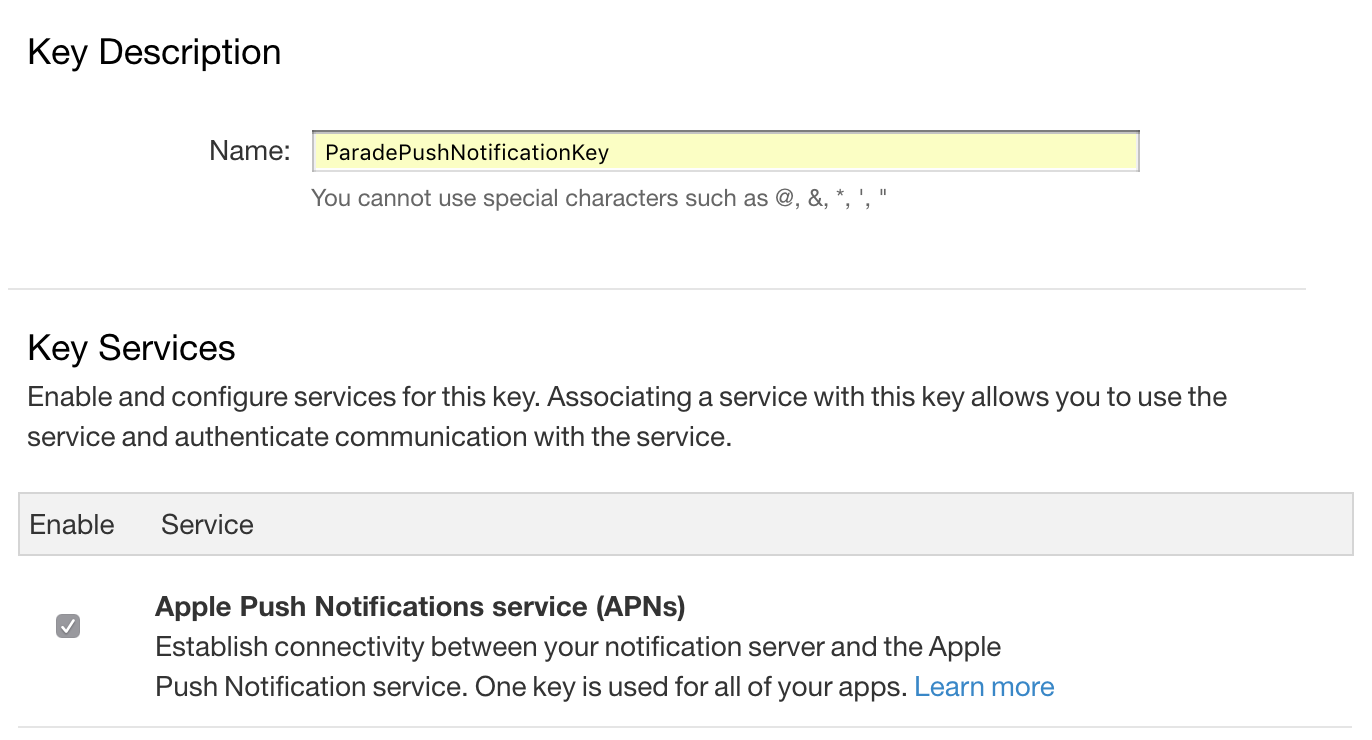 Key Description
Name: ParadePushNotificationKey
You cannot use special characters such as @, &, *, ', "
Key Services
Enable and configure services for this key. Associating a service with this key allows you to use the
service and authenticate communication with the service.
Enable Service
Apple Push Notifications service (APNs)
Establish connectivity between your notification server and the Apple
Push Notification service. One key is used for all of your apps. Learn more